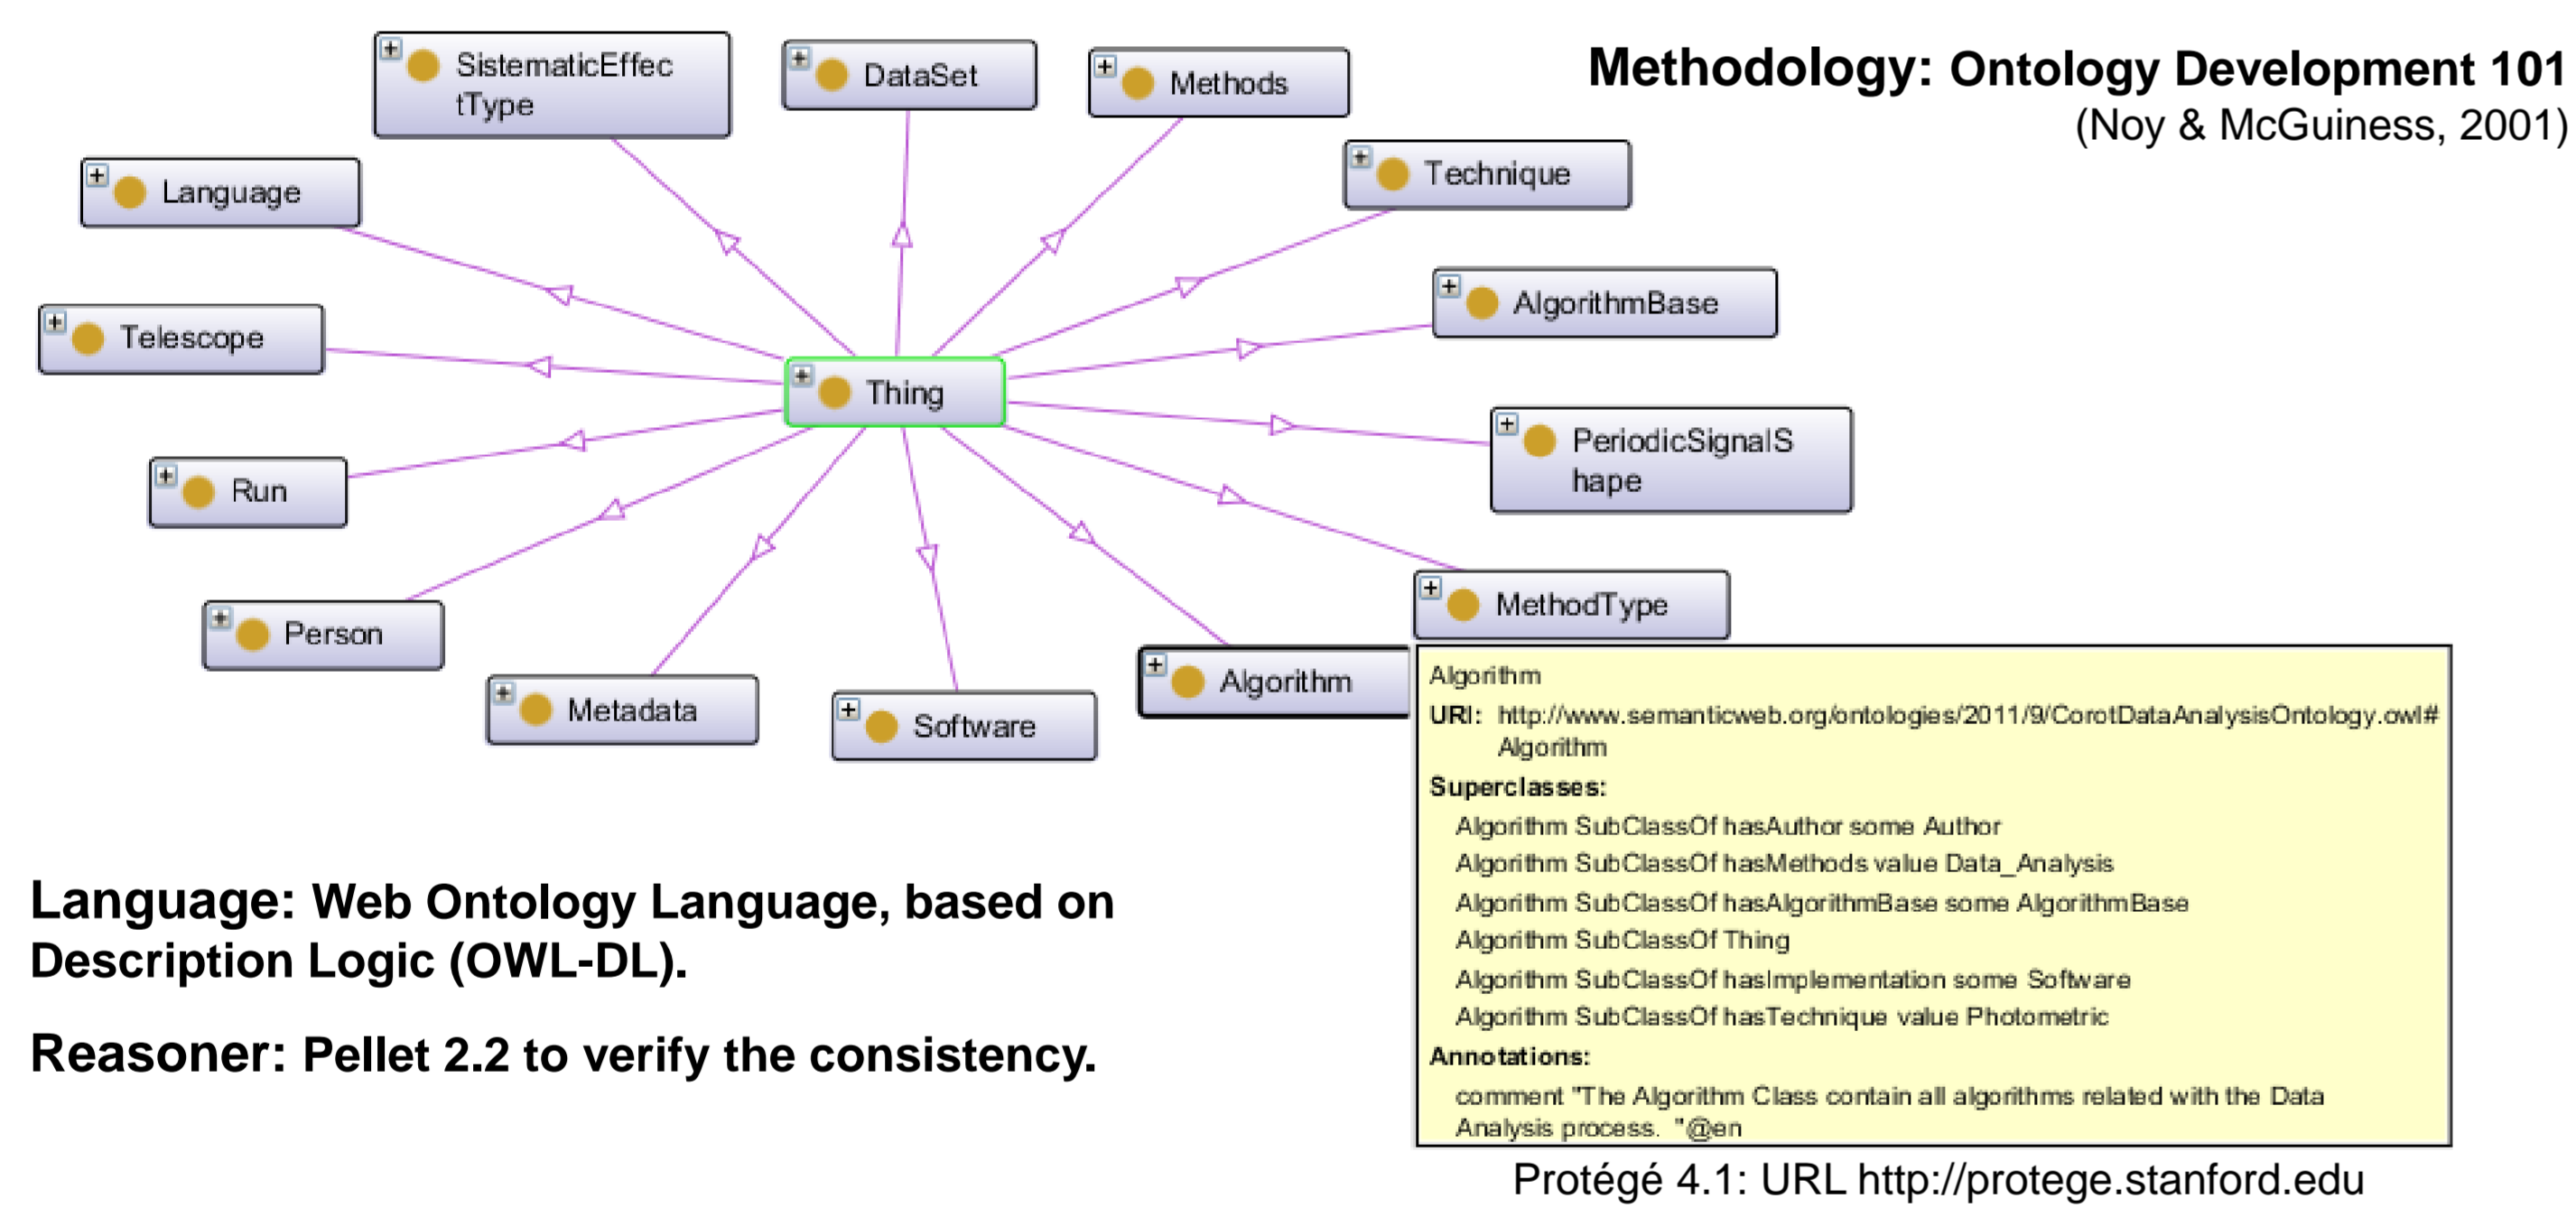 SistematicEffec
tType
DataSet
Methods
Methodology: Ontology Development 101
(Noy & McGuiness, 2001)
Technique
Language
AlgorithmBase
Telescope
Thing
PeriodicSignalS
hape
Run
MethodType
Person
Metadata
Software
Algorithm
Algorithm
URI: http://www.semanticweb.org/ontologies/2011/9/CorotDataAnalysisOntology.owl#
Algorithm
Superclasses:
Algorithm SubClassOf hasAuthor some Author
Algorithm SubClassOf hasMethods value Data_Analysis
Algorithm SubClassOf hasAlgorithmBase some AlgorithmBase
Algorithm SubClassOf Thing
Algorithm SubClassOf hasImplementation some Software
Algorithm SubClassOf hasTechnique value Photometric
Annotations:
comment "The Algorithm Class contain all algorithms related with the Data
Analysis process. "@en
Language: Web Ontology Language, based on
Description Logic (OWL-DL).
Reasoner: Pellet 2.2 to verify the consistency.
Protégé 4.1: URL http://protege.stanford.edu